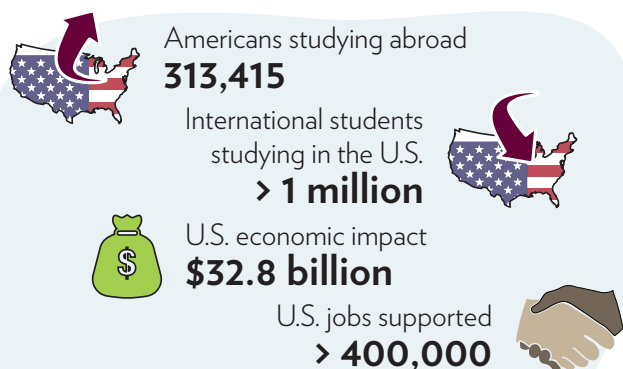 Americans studying abroad
313,415
International students
studying in the U.S.
> 1 million
U.S. economic impact
$
$32.8 billion
U.S. jobs supported
> 400,000